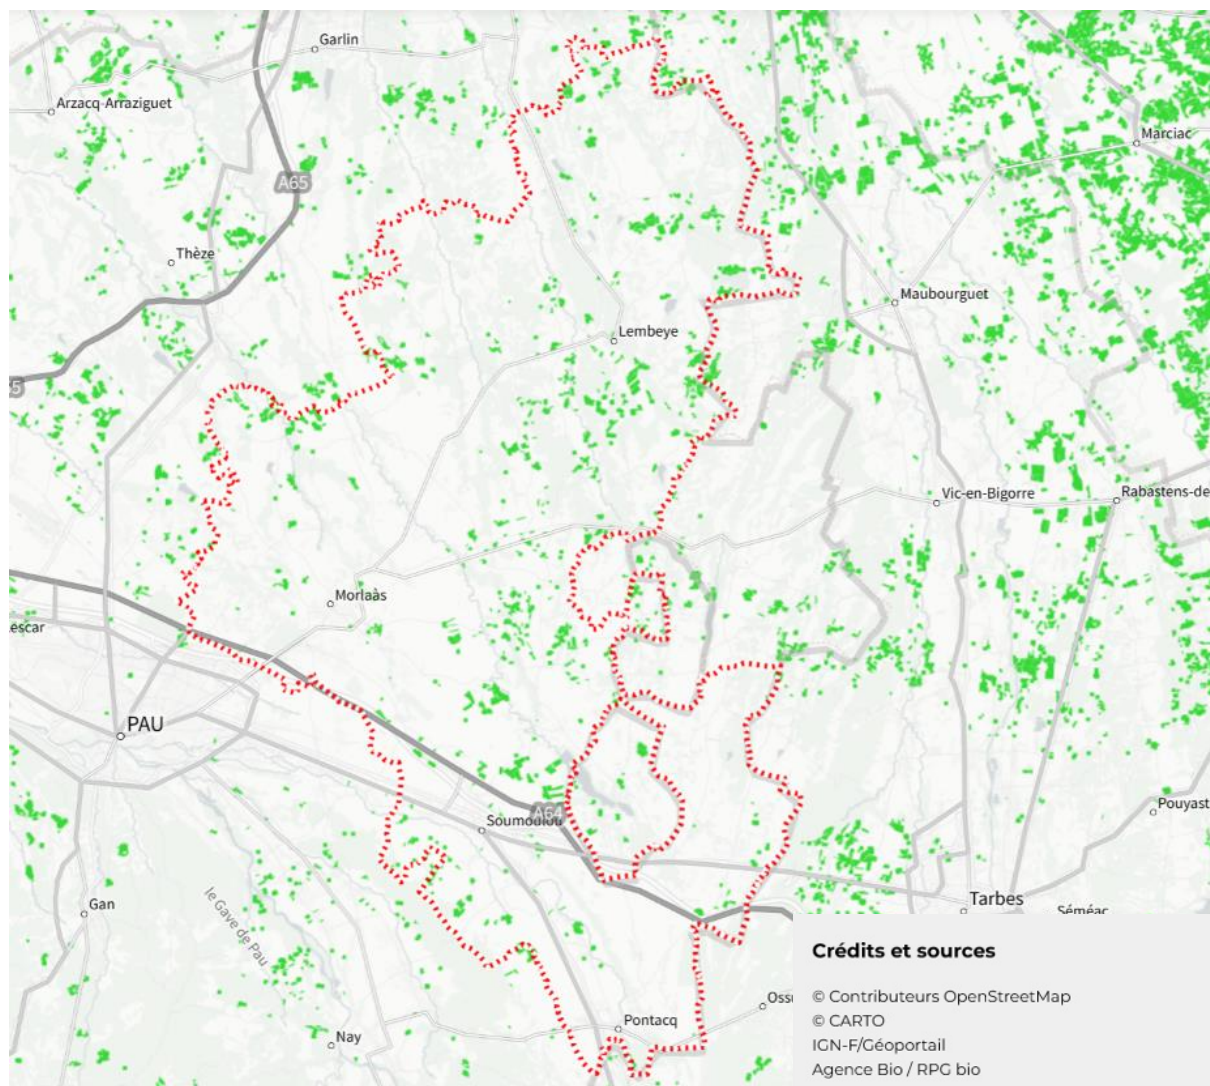 Garlin
Arzacq-Arraziguet
Marciac
A65
Thèze
Maubourguet
Lembeye
Vic-en-Bigorre
Rabastens-de
Morlaàs
PAU
A64
Soumoulou
Pouyast
Gan
le Gave de Pau
Tarbes
Séméac
Crédits et sources
© Contributeurs OpenStreetMap
© CARTO
IGN-F/Géoportail
Agence Bio / RPG bio
Pontacq
Nay